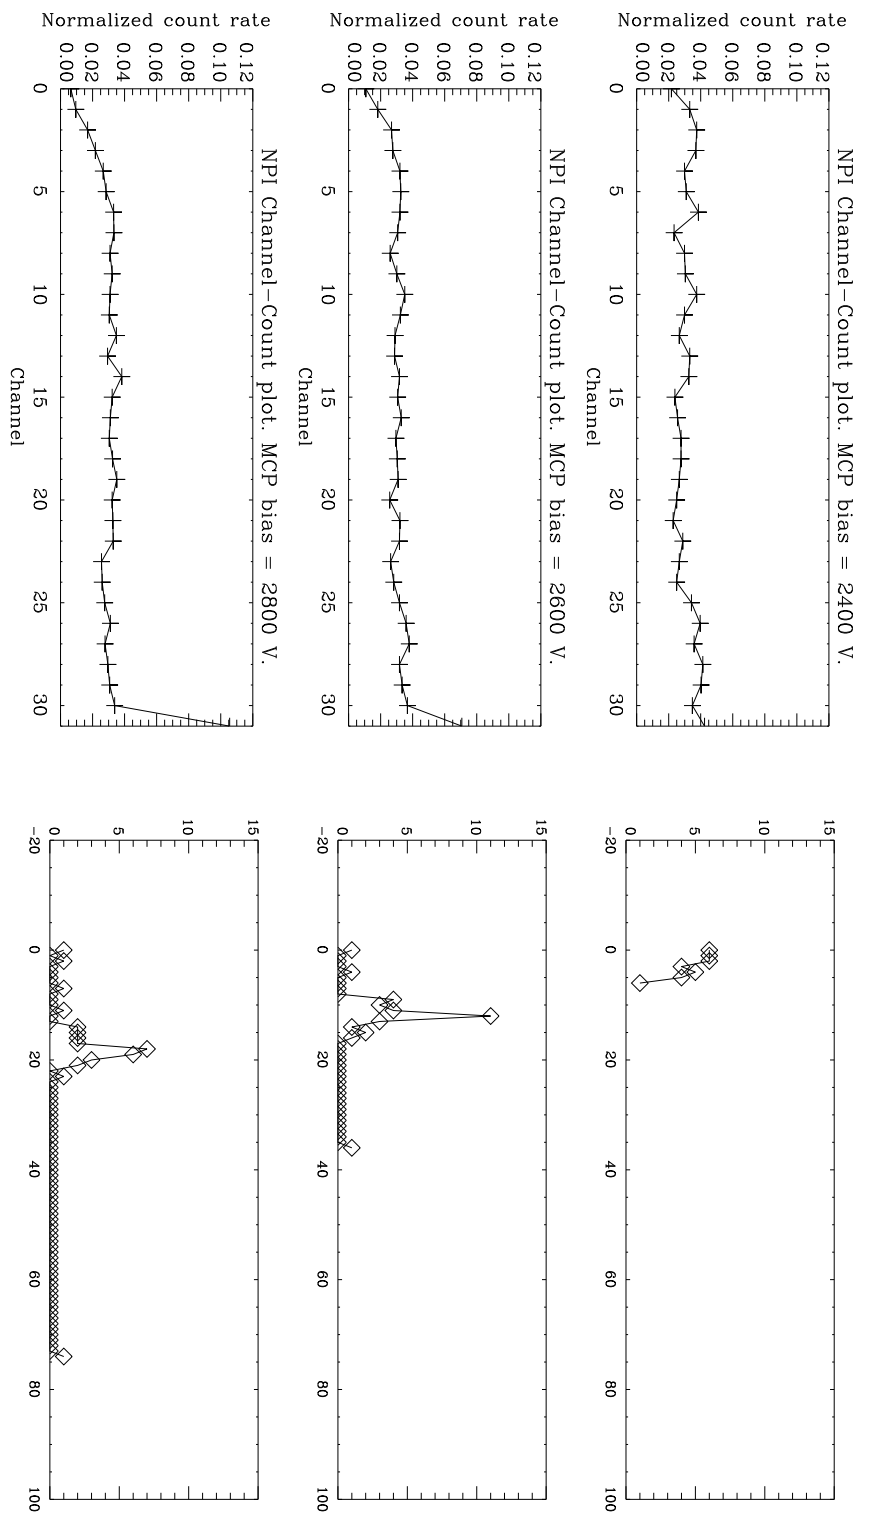 NPI Channel–Count plot. MCP bias = 2400 V.
Normalized count rate
0.12
0.10
0.08
0.06
0.04
0.02
0.00
0 5 10 15 20 25 30
Channel
15
10
5
0
−20 0 20 40 60 80 100
NPI Channel–Count plot. MCP bias = 2600 V.
Normalized count rate
0.12
0.10
0.08
0.06
0.04
0.02
0.00
0 5 10 15 20 25 30
Channel
15
10
5
0
−20 0 20 40 60 80 100
NPI Channel–Count plot. MCP bias = 2800 V.
Normalized count rate
0.12
0.10
0.08
0.06
0.04
0.02
0.00
0 5 10 15 20 25 30
Channel
15
10
5
0
−20 0 20 40 60 80 100